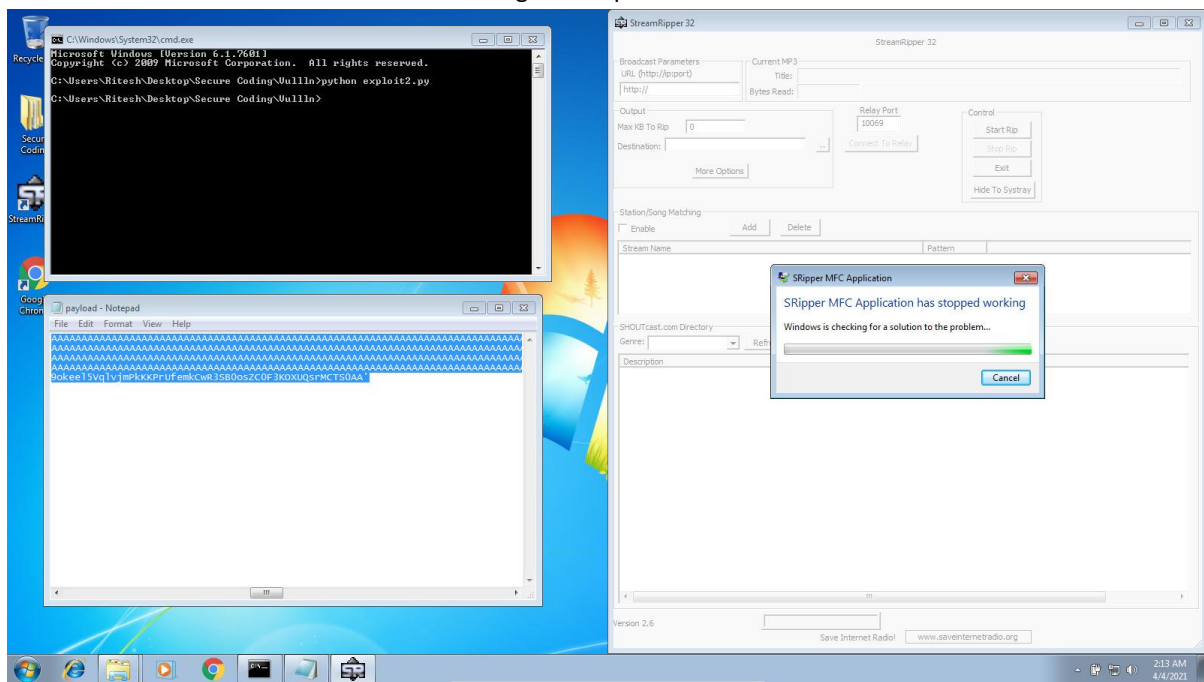 Recycle
Secur
Codin
StreamRi
Goog
Chron
C:\Windows\System32\cmd.exe
Microsoft Windows [Version 6.1.7601]
Copyright (c) 2009 Microsoft Corporation.  All rights reserved.
C:\Users\Ritesh\Desktop\Secure Coding\Vullln>python exploit2.py
C:\Users\Ritesh\Desktop\Secure Coding\Vullln>
payload - Notepad
File Edit Format View Help
StreamRipper 32
StreamRipper 32
Broadcast Parameters
URL (http://ip:port)
http://
Current MP3
Title:
Bytes Read:
Output
Max KB To Rip 0
Destination: ..
More Options
Relay Port
10069
Connect To Relay
Control
Start Rip
Stop Rip
Exit
Hide To Systray
Station/Song Matching
Enable Add Delete
Stream Name Pattern
SRipper MFC Application
SRipper MFC Application has stopped working
Windows is checking for a solution to the problem...
Cancel
SHOUTcast.com Directory
Genre: Refr
Description
Version 2.6
Save Internet Radio! www.saveinternetradio.org
2:13 AM
4/4/2021